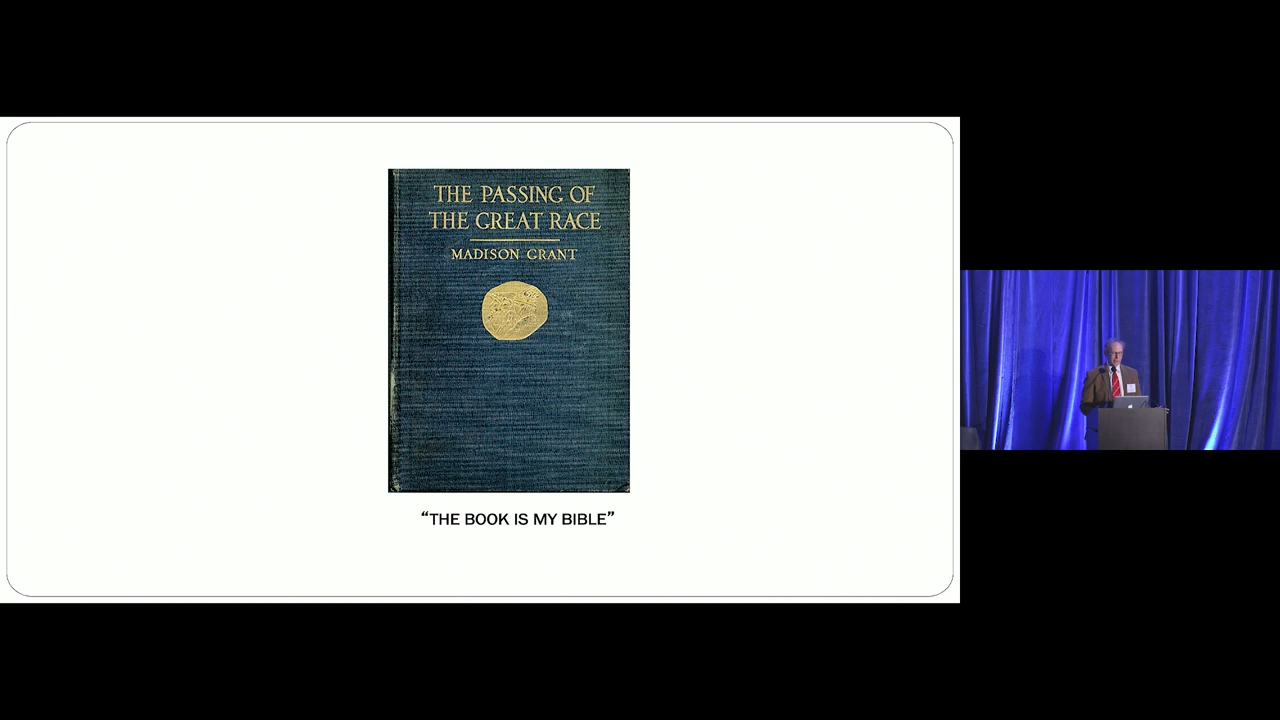 THE PASSING OF
THE GREAT RACE
MADISON GRANT
“THE BOOK IS MY BIBLE”